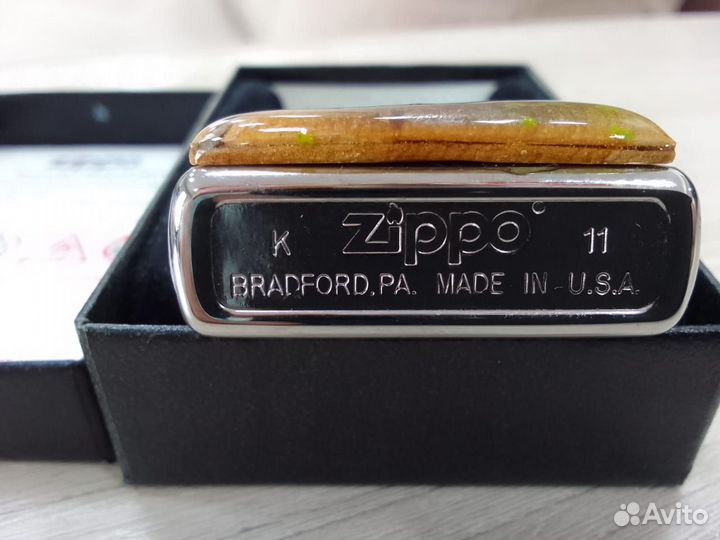 K Zippo ® 11
BRADFORD, PA. MADE IN U.S.A.
Avito